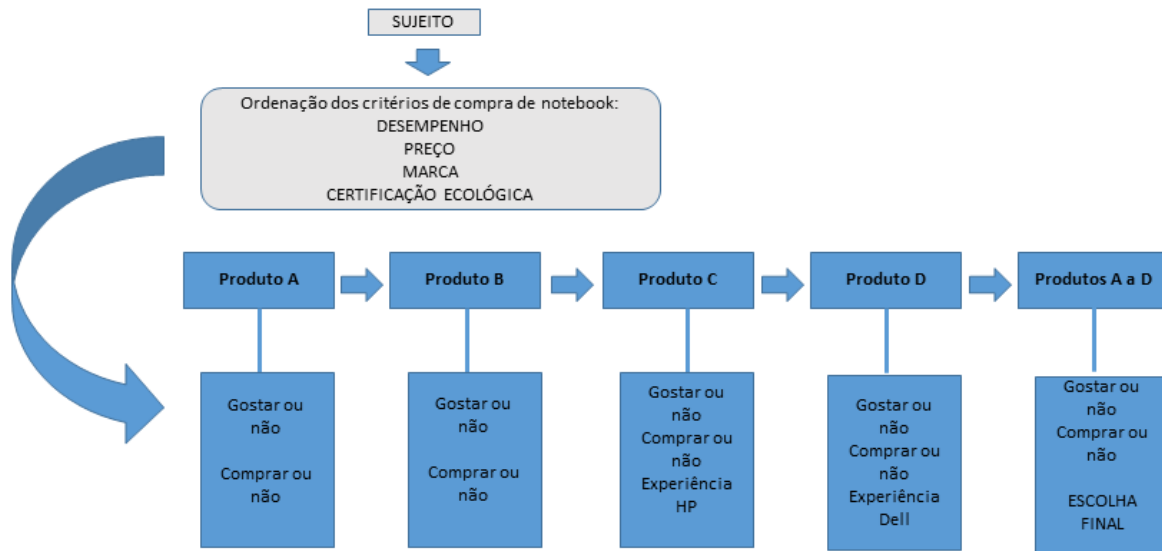 SUJEITO
Ordenação dos critérios de compra de notebook:
DESEMPENHO
PREÇO
MARCA
CERTIFICAÇÃO ECOLÓGICA
Produto A
Produto B
Produto C
Produto D
Produtos A a D
Gostar ou
não
Comprar ou
não
Gostar ou
não
Comprar ou
não
Gostar ou
não
Comprar ou
não
Experiência
HP
Gostar ou
não
Comprar ou
não
Experiência
Dell
Gostar ou
não
Comprar ou
não
ESCOLHA
FINAL